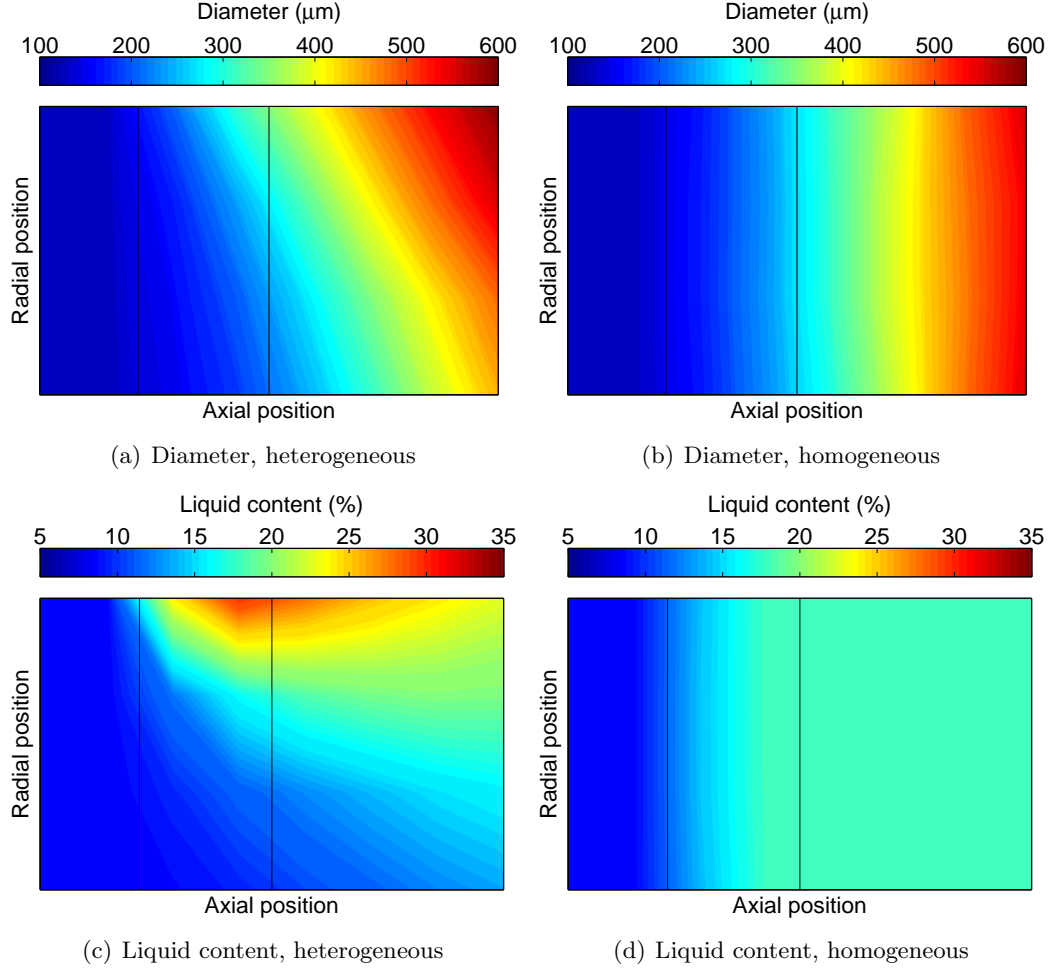 Diameter (μm)
100 200 300 400 500 600
Radial position
Axial position
(a) Diameter, heterogeneous
Diameter (μm)
100 200 300 400 500 600
Radial position
Axial position
(b) Diameter, homogeneous
Liquid content (%)
5 10 15 20 25 30 35
Radial position
Axial position
(c) Liquid content, heterogeneous
Liquid content (%)
5 10 15 20 25 30 35
Radial position
Axial position
(d) Liquid content, homogeneous